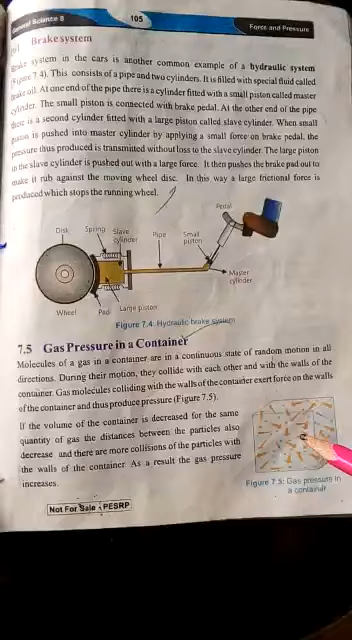 General Science 8
105
Force and Pressure
Brake system
Brake system in the cars is another common example of a hydraulic system
(Figure 7.4). This consists of a pipe and two cylinders. It is filled with special fluid called
brake oil. At one end of the pipe there is a cylinder fitted with a small piston called master
cylinder. The small piston is connected with brake pedal. At the other end of the pipe
there is a second cylinder fitted with a large piston called slave cylinder. When small
piston is pushed into master cylinder by applying a small force on brake pedal, the
pressure thus produced is transmitted without loss to the slave cylinder. The large piston
in the slave cylinder is pushed out with a large force. It then pushes the brake pad out to
make it rub against the moving wheel disc. In this way a large frictional force is
produced which stops the running wheel.
Pedal
Disk
Spring
Slave cylinder
Pipe
Small piston
Master cylinder
Wheel
Pad
Large piston
Figure 7.4: Hydraulic brake system
7.5 Gas Pressure in a Container
Molecules of a gas in a container are in a continuous state of random motion in all
directions. During their motion, they collide with each other and with the walls of the
container. Gas molecules colliding with the walls of the container exert force on the walls
of the container and thus produce pressure (Figure 7.5).
If the volume of the container is decreased for the same
quantity of gas the distances between the particles also
decrease and there are more collisions of the particles with
the walls of the container. As a result the gas pressure
increases.
Figure 7.5: Gas pressure in
a container
Not For Sale - PESRP